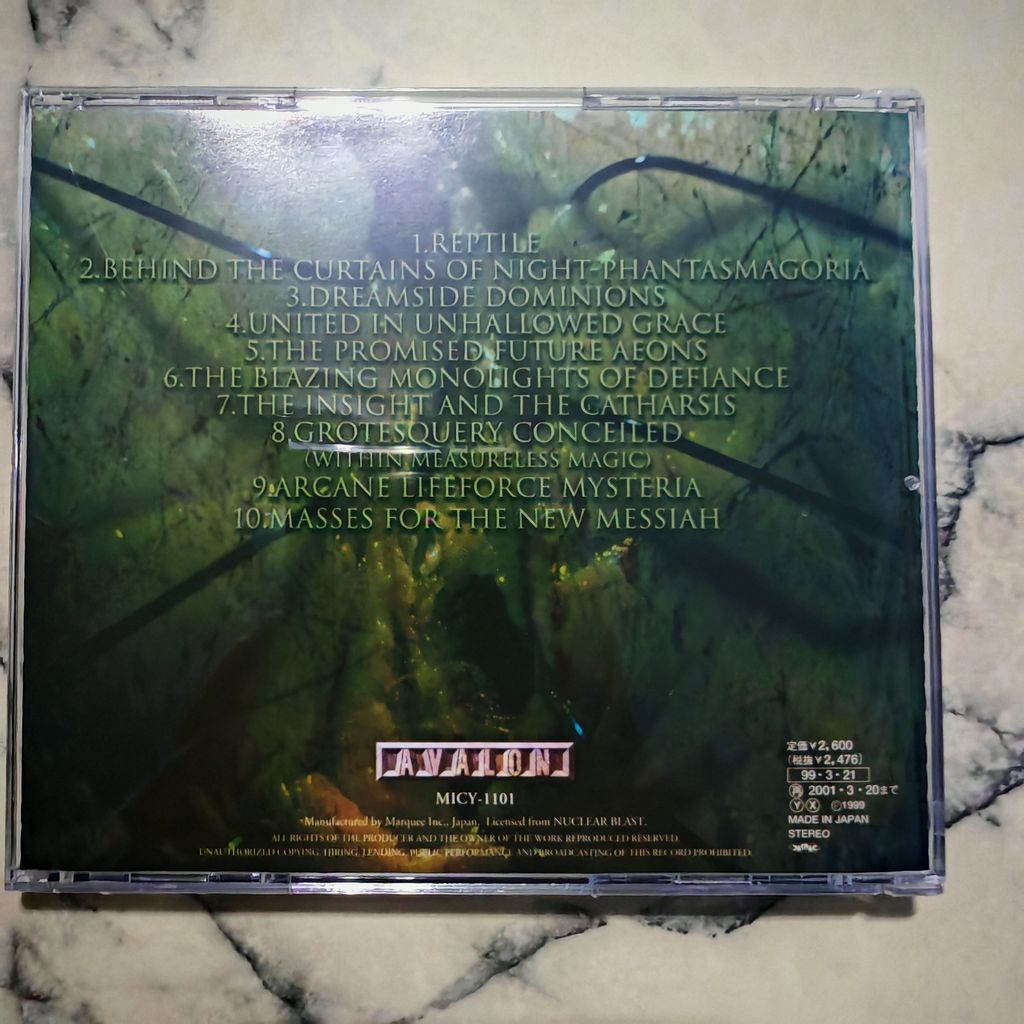 1.REPTILE
2.BEHIND THE CURTAINS OF NIGHT-PHANTASMAGORIA
3.DREAMSIDE DOMINIONS
4.UNITED IN UNHALLOWED GRACE
5.THE PROMISED FUTURE AEONS
6.THE BLAZING MONOLIGHTS OF DEFIANCE
7.THE INSIGHT AND THE CATHARSIS
8.GROTESQUERY CONCEILED
(WITHIN MEASURELESS MAGIC)
9.ARCANE LIFEFORCE MYSTERIA
10.MASSES FOR THE NEW MESSIAH
AVALON
MICY-1101
Manufactured by Marquee Inc., Japan. Licensed from NUCLEAR BLAST.
ALL RIGHTS OF THE PRODUCER AND THE OWNER OF THE WORK REPRODUCED RESERVED.
UNAUTHORIZED COPYING, HIRING, LENDING, PUBLIC PERFORMANCE AND BROADCASTING OF THIS RECORD PROHIBITED.
定価¥2,600
(税抜¥2,476)
99・3・21
再 2001・3・20まで
Ⓨ Ⓧ Ⓟ1999
MADE IN JAPAN
STEREO